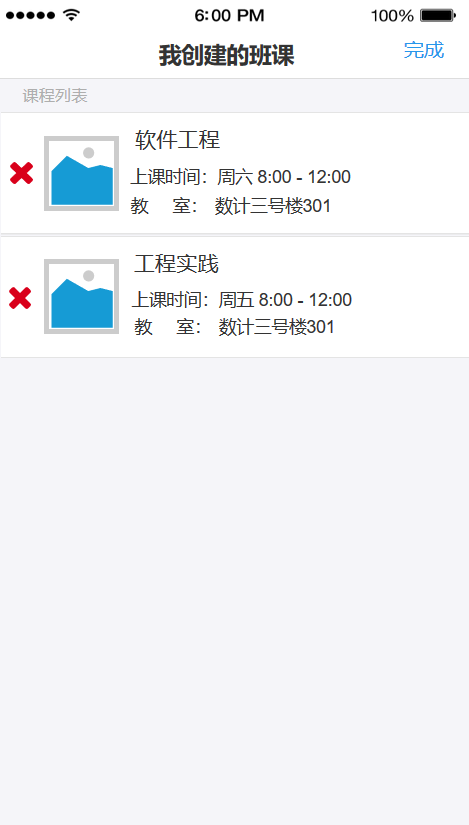 6:00 PM 100%
我创建的班课 完成
课程列表
软件工程
上课时间：周六 8:00 - 12:00
教 室： 数计三号楼301
工程实践
上课时间：周五 8:00 - 12:00
教 室： 数计三号楼301